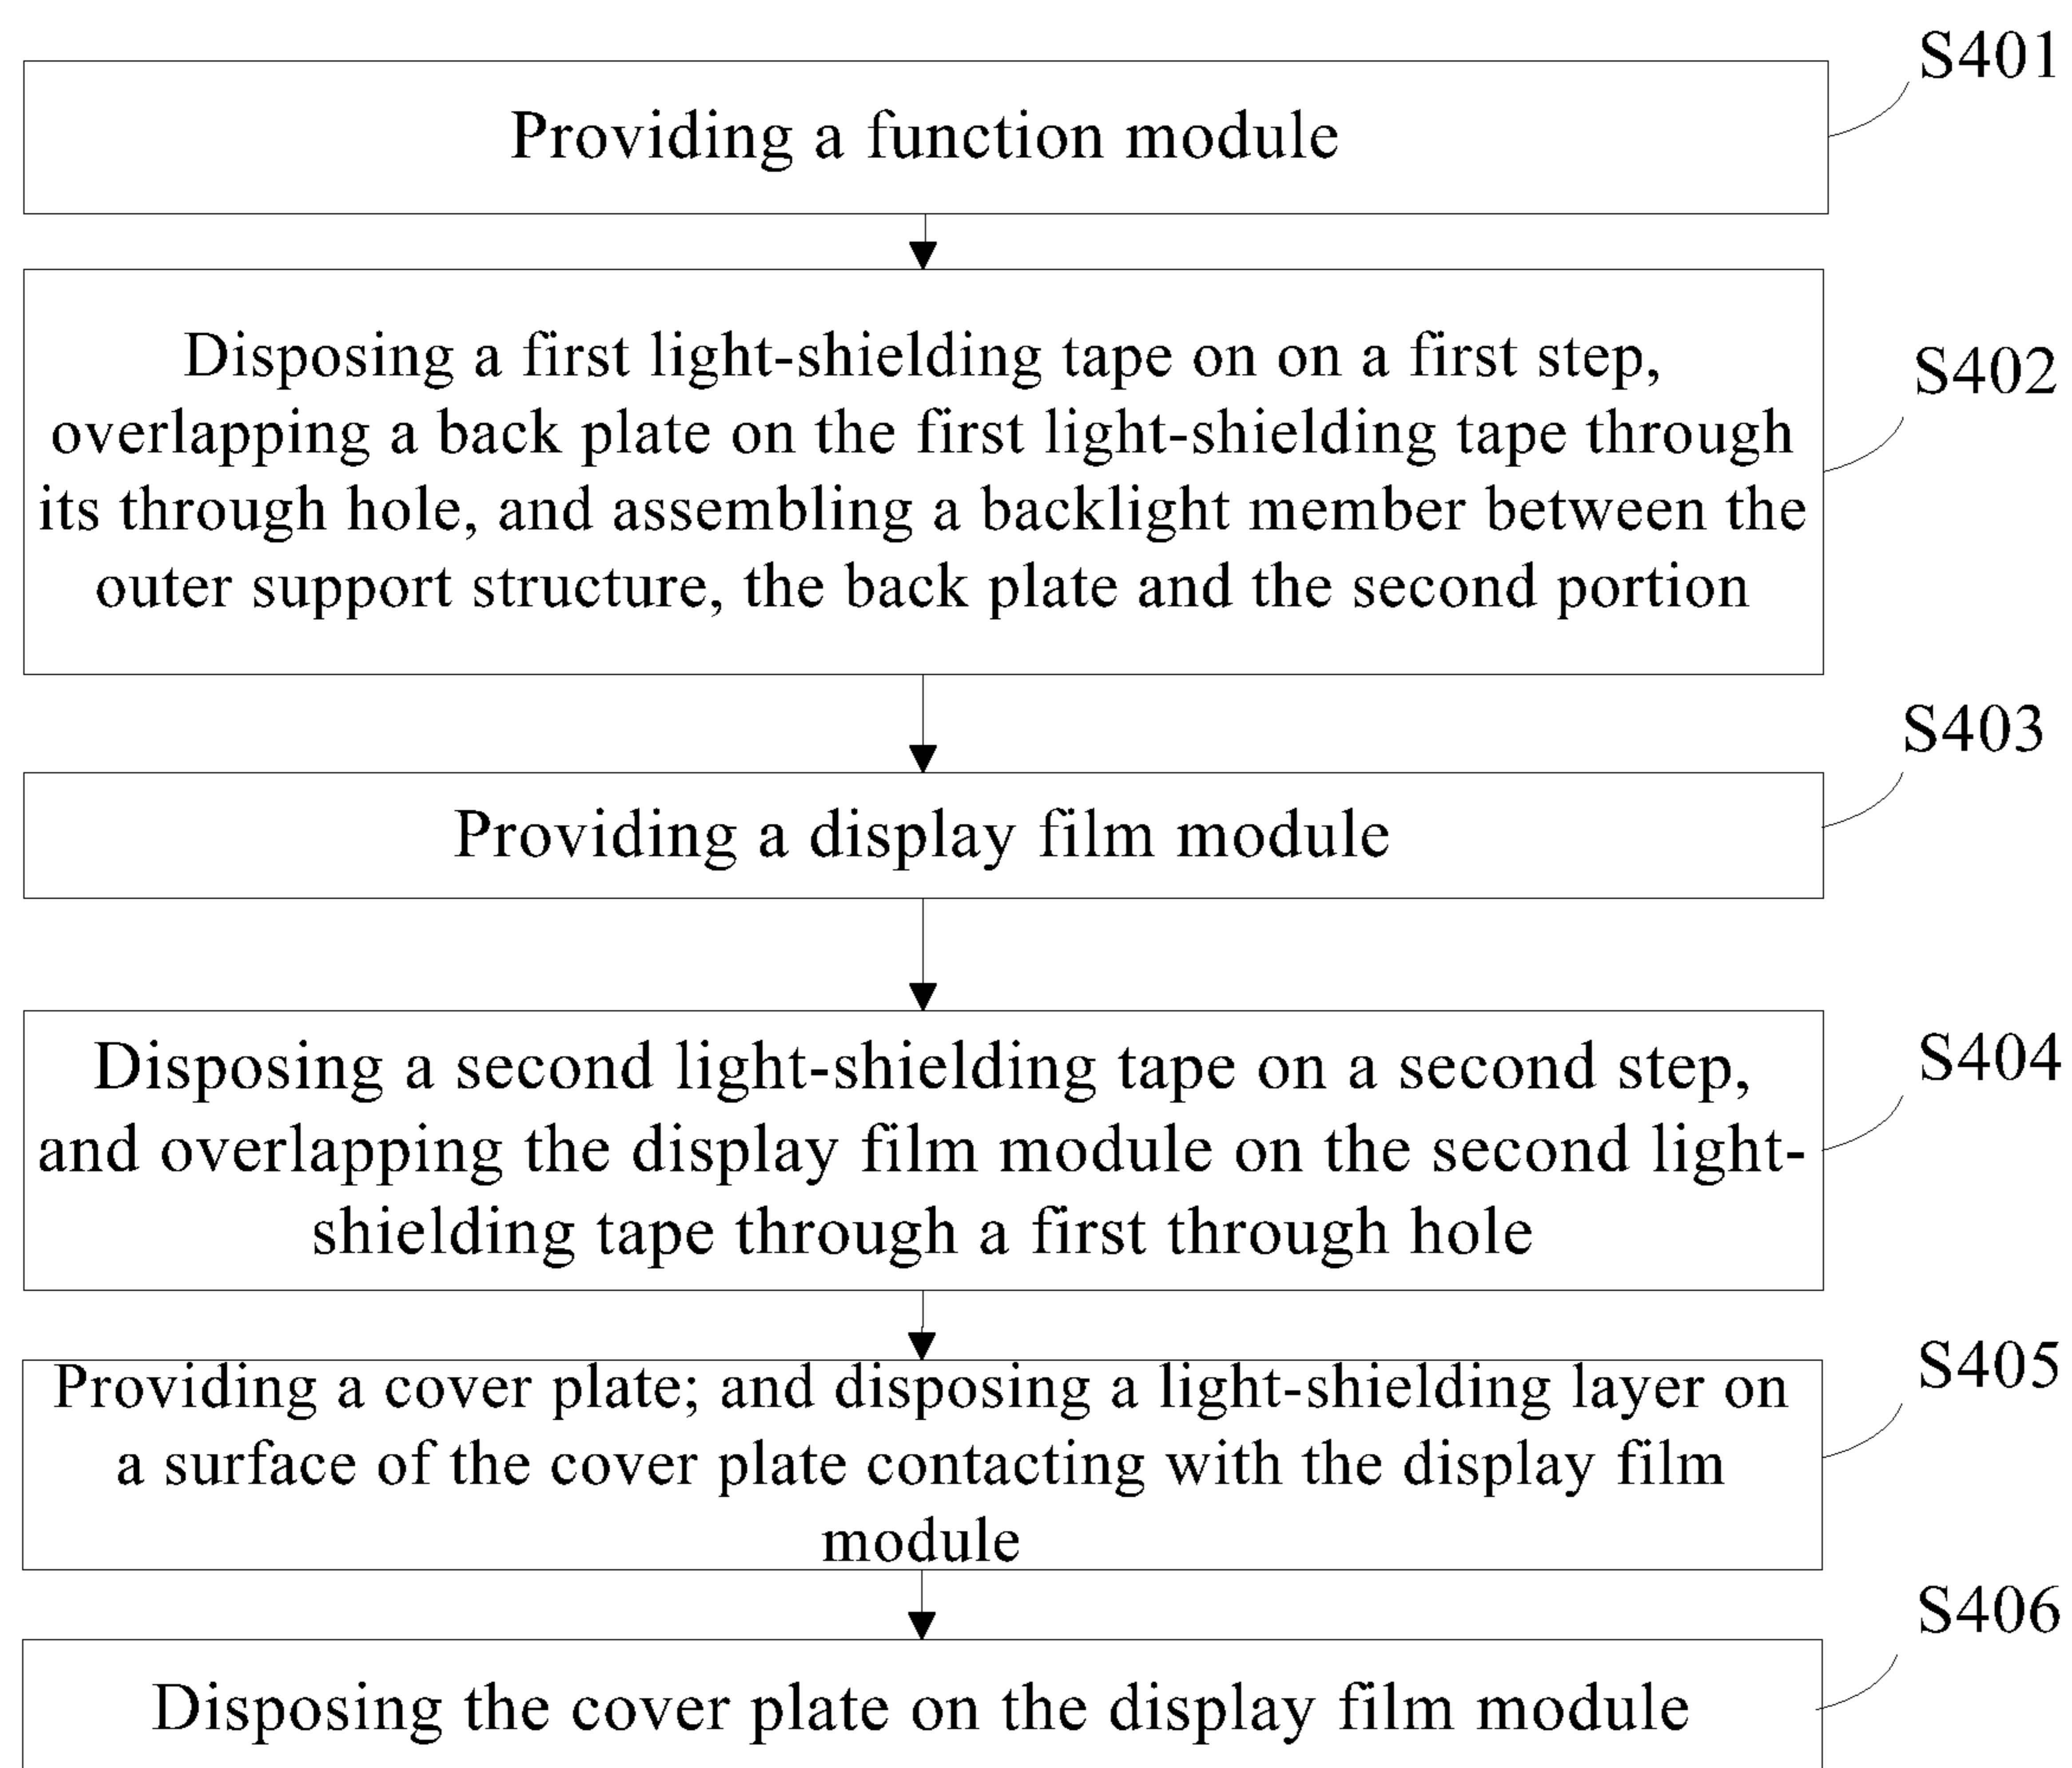 S401
Providing a function module
Disposing a first light-shielding tape on on a first step,
S402
overlapping a back plate on the first light-shielding tape through
its through hole, and assembling a backlight member between the
outer support structure, the back plate and the second portion
S403
Providing a display film module
Disposing a second light-shielding tape on a second step,
S404
and overlapping the display film module on the second light-
shielding tape through a first through hole
S405
Providing a cover plate; and disposing a light-shielding layer on
a surface of the cover plate contacting with the display film
module
S406
Disposing the cover plate on the display film module